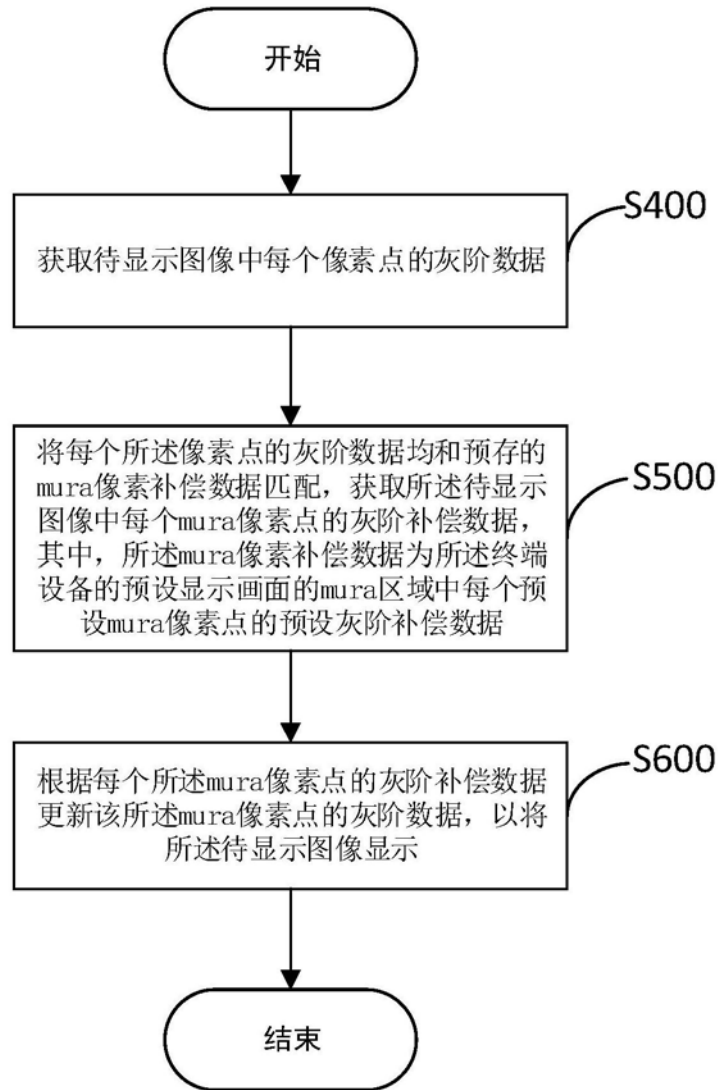 开始
S400
获取待显示图像中每个像素点的灰阶数据
S500
将每个所述像素点的灰阶数据均和预存的
mura像素补偿数据匹配，获取所述待显示
图像中每个mura像素点的灰阶补偿数据，
其中，所述mura像素补偿数据为所述终端
设备的预设显示画面的mura区域中每个预
设mura像素点的预设灰阶补偿数据
S600
根据每个所述mura像素点的灰阶补偿数据
更新该所述mura像素点的灰阶数据，以将
所述待显示图像显示
结束